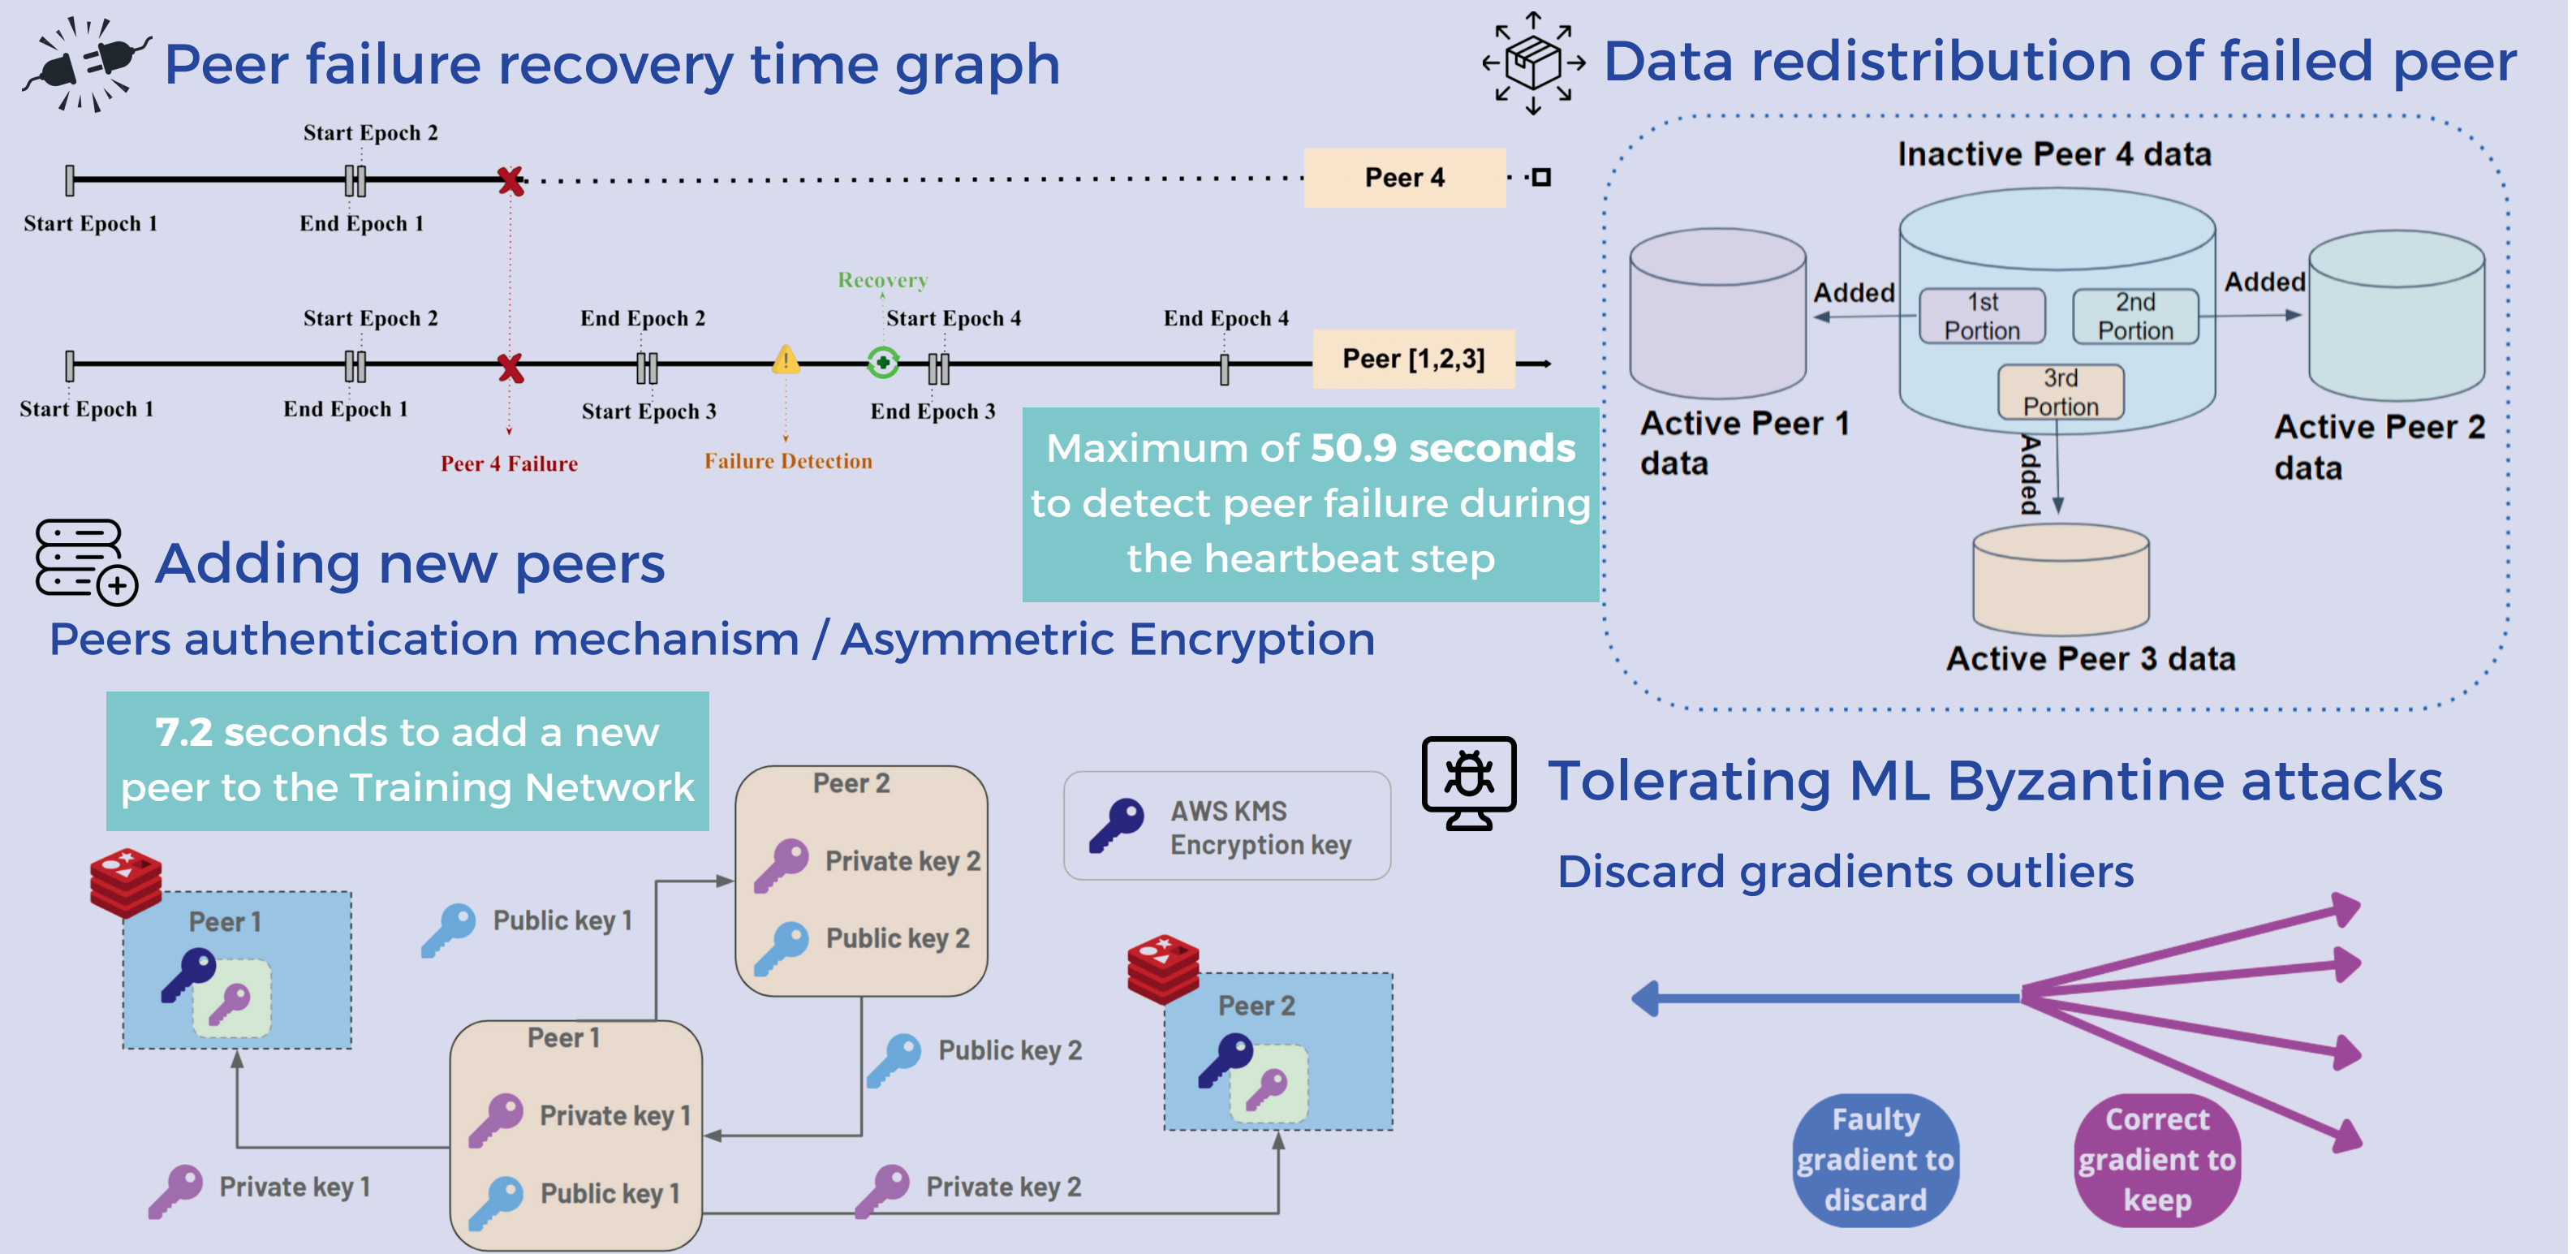 Peer failure recovery time graph
Start Epoch 2
Peer 4
Start Epoch 1
End Epoch 1
Recovery
Start Epoch 2
End Epoch 2
Start Epoch 4
End Epoch 4
Peer [1,2,3]
Start Epoch 1
End Epoch 1
Start Epoch 3
End Epoch 3
Peer 4 Failure
Failure Detection
Maximum of 50.9 seconds
to detect peer failure during
the heartbeat step
Data redistribution of failed peer
Inactive Peer 4 data
Added
1st
Portion
2nd
Portion
Added
3rd
Portion
Added
Active Peer 1
data
Active Peer 2
data
Active Peer 3 data
Adding new peers
Peers authentication mechanism / Asymmetric Encryption
7.2 seconds to add a new
peer to the Training Network
Peer 2
Private key 2
Public key 2
AWS KMS
Encryption key
Peer 1
Public key 1
Peer 2
Public key 2
Peer 1
Private key 1
Public key 1
Private key 1
Private key 2
Tolerating ML Byzantine attacks
Discard gradients outliers
Faulty
gradient to
discard
Correct
gradient to
keep